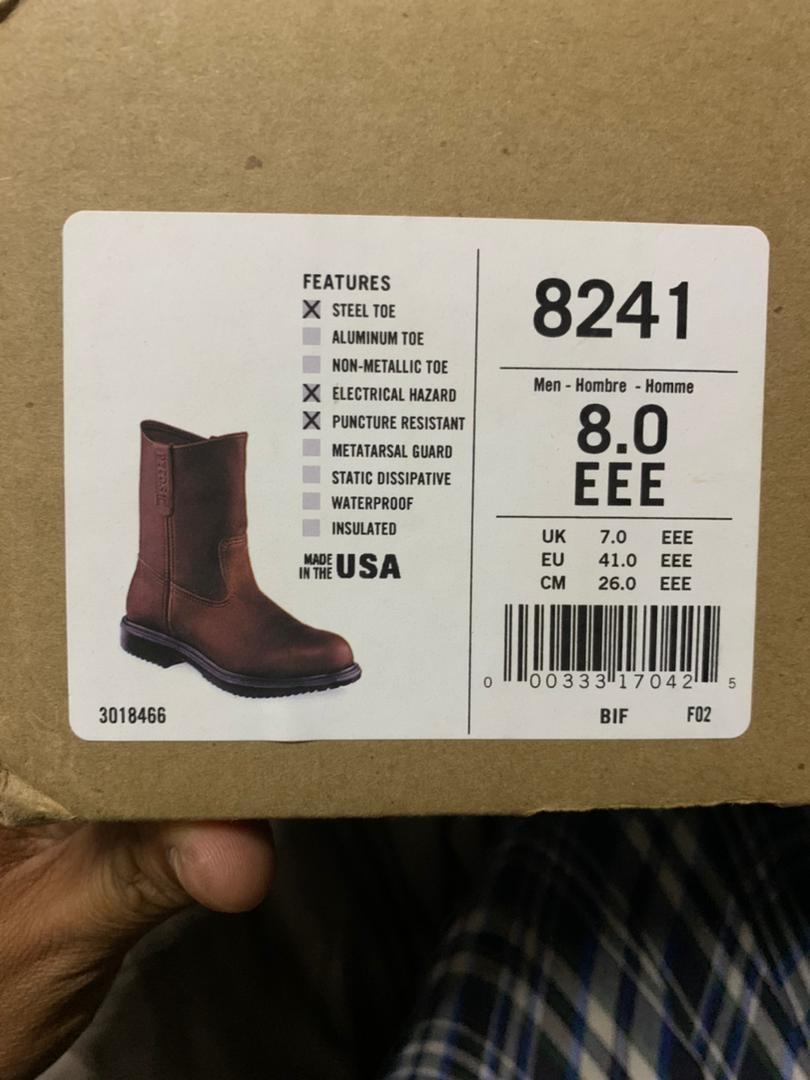 FEATURES
X STEEL TOE
ALUMINUM TOE
NON-METALLIC TOE
X ELECTRICAL HAZARD
X PUNCTURE RESISTANT
METATARSAL GUARD
STATIC DISSIPATIVE
WATERPROOF
INSULATED
MADE IN THE USA
3018466
8241
Men - Hombre - Homme
8.0
EEE
UK 7.0 EEE
EU 41.0 EEE
CM 26.0 EEE
0 00333 17042 5
BIF F02